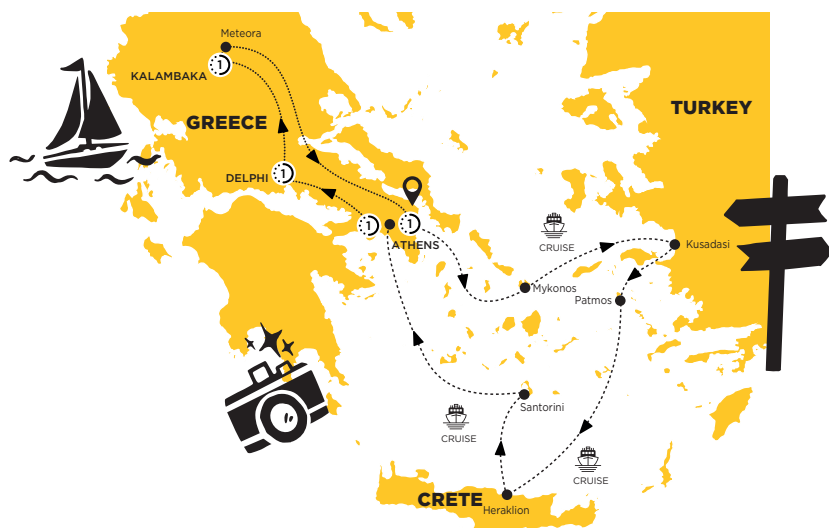 Meteora
KALAMBAKA
1
GREECE
TURKEY
DELPHI
1
1
1
ATHENS
CRUISE
Kusadasi
Mykonos
Patmos
Santorini
CRUISE
CRUISE
CRETE
Heraklion